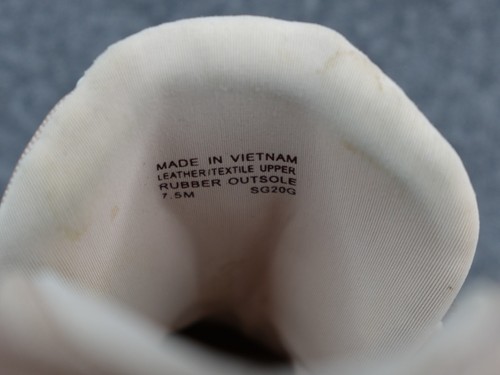 MADE IN VIETNAM
LEATHER/TEXTILE UPPER
RUBBER OUTSOLE
7.5M SG20G